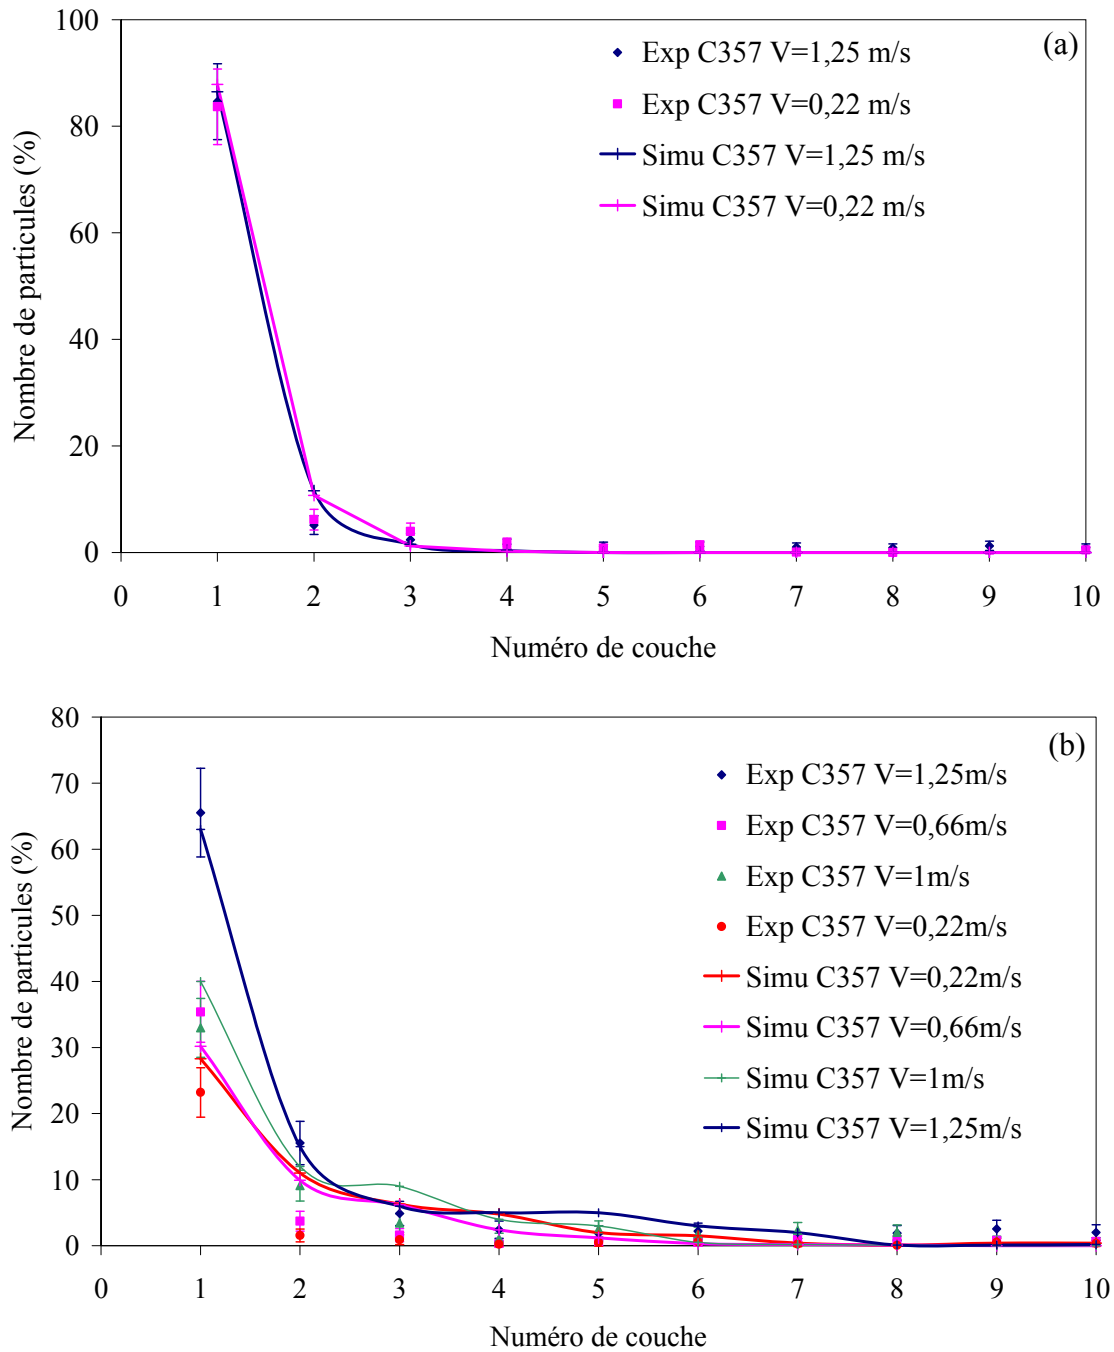 (a)
100
80
60
40
20
0
Nombre de particules (%)
Exp C357 V=1,25 m/s
Exp C357 V=0,22 m/s
Simu C357 V=1,25 m/s
Simu C357 V=0,22 m/s
0 1 2 3 4 5 6 7 8 9 10
Numéro de couche
(b)
80
70
60
50
40
30
20
10
0
Nombre de particules (%)
Exp C357 V=1,25m/s
Exp C357 V=0,66m/s
Exp C357 V=1m/s
Exp C357 V=0,22m/s
Simu C357 V=0,22m/s
Simu C357 V=0,66m/s
Simu C357 V=1m/s
Simu C357 V=1,25m/s
0 1 2 3 4 5 6 7 8 9 10
Numéro de couche